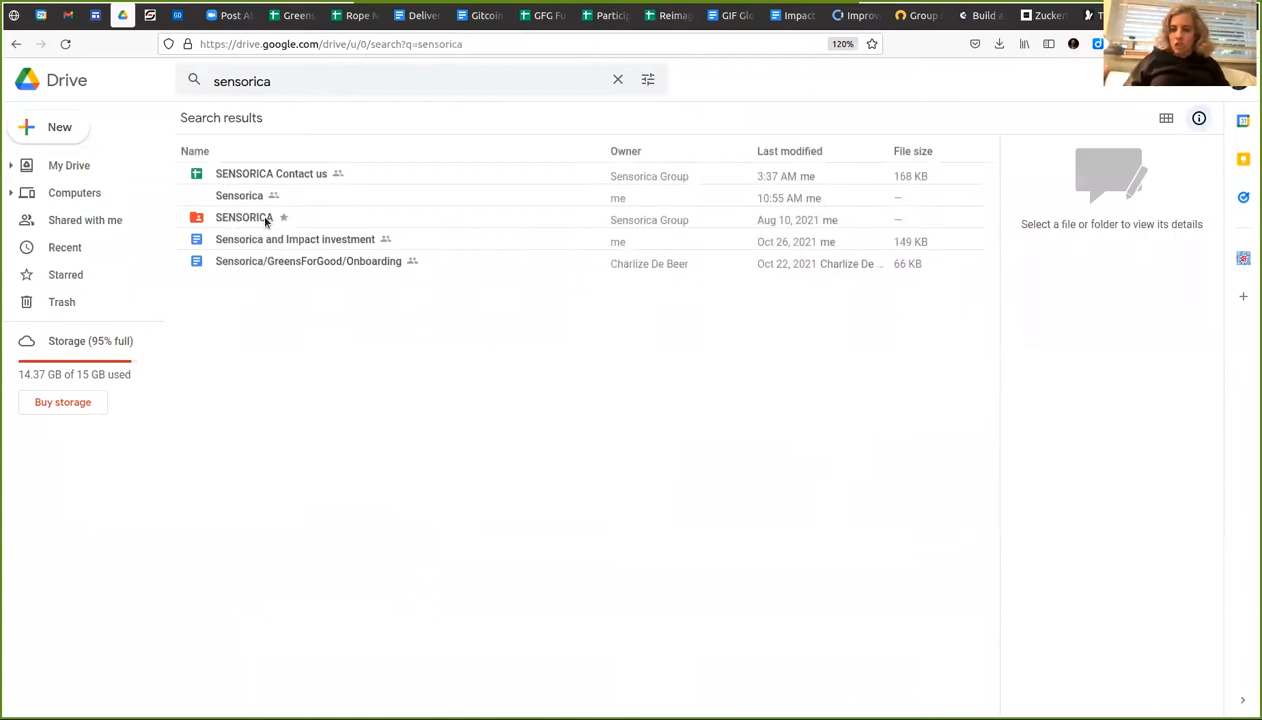 Post A
Greens
Rope M
Deliver
Gitcoin
GFG Fu
Particip
Reimag
GIF Glo
Impact
Improv
Group
Build a
Zucker
https://drive.google.com/drive/u/0/search?q=sensorica
120%
Drive
sensorica
New
My Drive
Computers
Shared with me
Recent
Starred
Trash
Storage (95% full)
14.37 GB of 15 GB used
Buy storage
Search results
Name Owner Last modified File size
SENSORICA Contact us Sensorica Group 3:37 AM me 168 KB
Sensorica me 10:55 AM me —
SENSORICA Sensorica Group Aug 10, 2021 me —
Sensorica and Impact investment me Oct 26, 2021 me 149 KB
Sensorica/GreensForGood/Onboarding Charlize De Beer Oct 22, 2021 Charlize De ... 66 KB
Select a file or folder to view its details